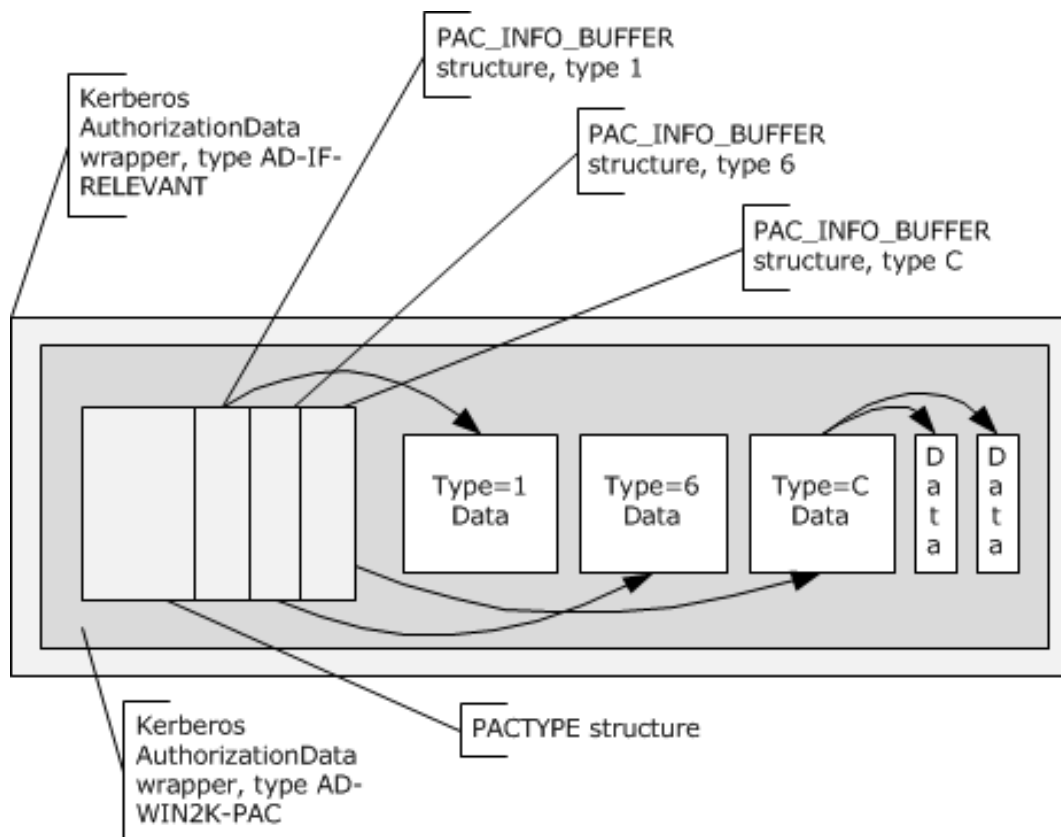 PAC_INFO_BUFFER
structure, type 1
Kerberos
AuthorizationData
wrapper, type AD-IF-
RELEVANT
PAC_INFO_BUFFER
structure, type 6
PAC_INFO_BUFFER
structure, type C
Type=1
Data
Type=6
Data
Type=C
Data
D
a
t
a
D
a
t
a
Kerberos
AuthorizationData
wrapper, type AD-
WIN2K-PAC
PACTYPE structure